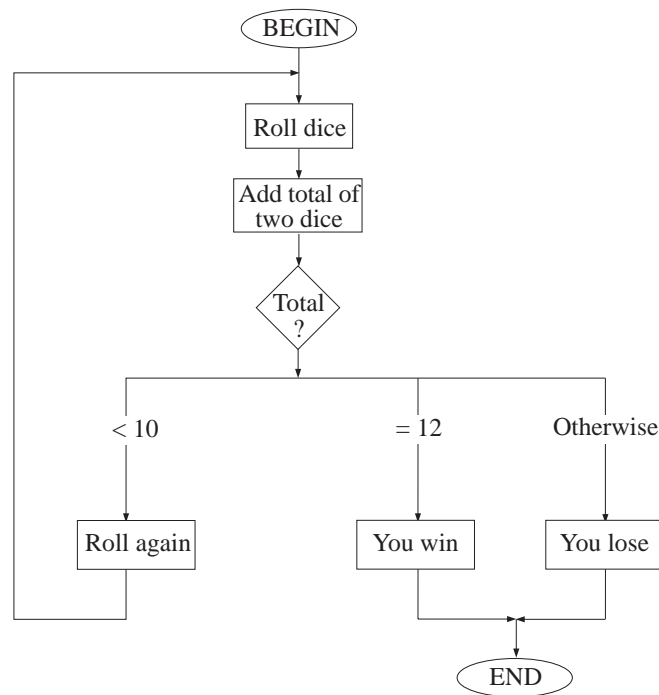 BEGIN
Roll dice
Add total of
two dice
Total
?
< 10
= 12
Otherwise
Roll again
You win
You lose
END